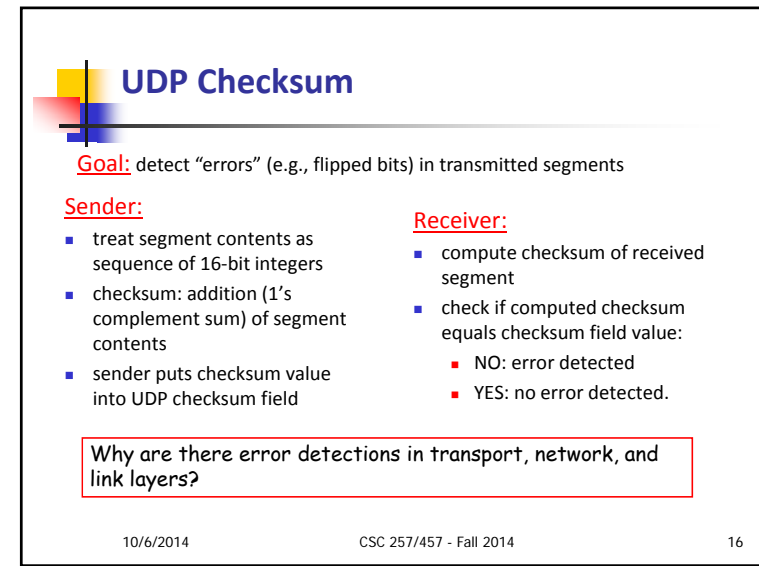 UDP Checksum
Goal: detect “errors” (e.g., flipped bits) in transmitted segments
Sender:
treat segment contents as
sequence of 16-bit integers
checksum: addition (1’s
complement sum) of segment
contents
sender puts checksum value
into UDP checksum field
Receiver:
compute checksum of received
segment
check if computed checksum
equals checksum field value:
NO: error detected
YES: no error detected.
Why are there error detections in transport, network, and
link layers?
10/6/2014
CSC 257/457 - Fall 2014
16